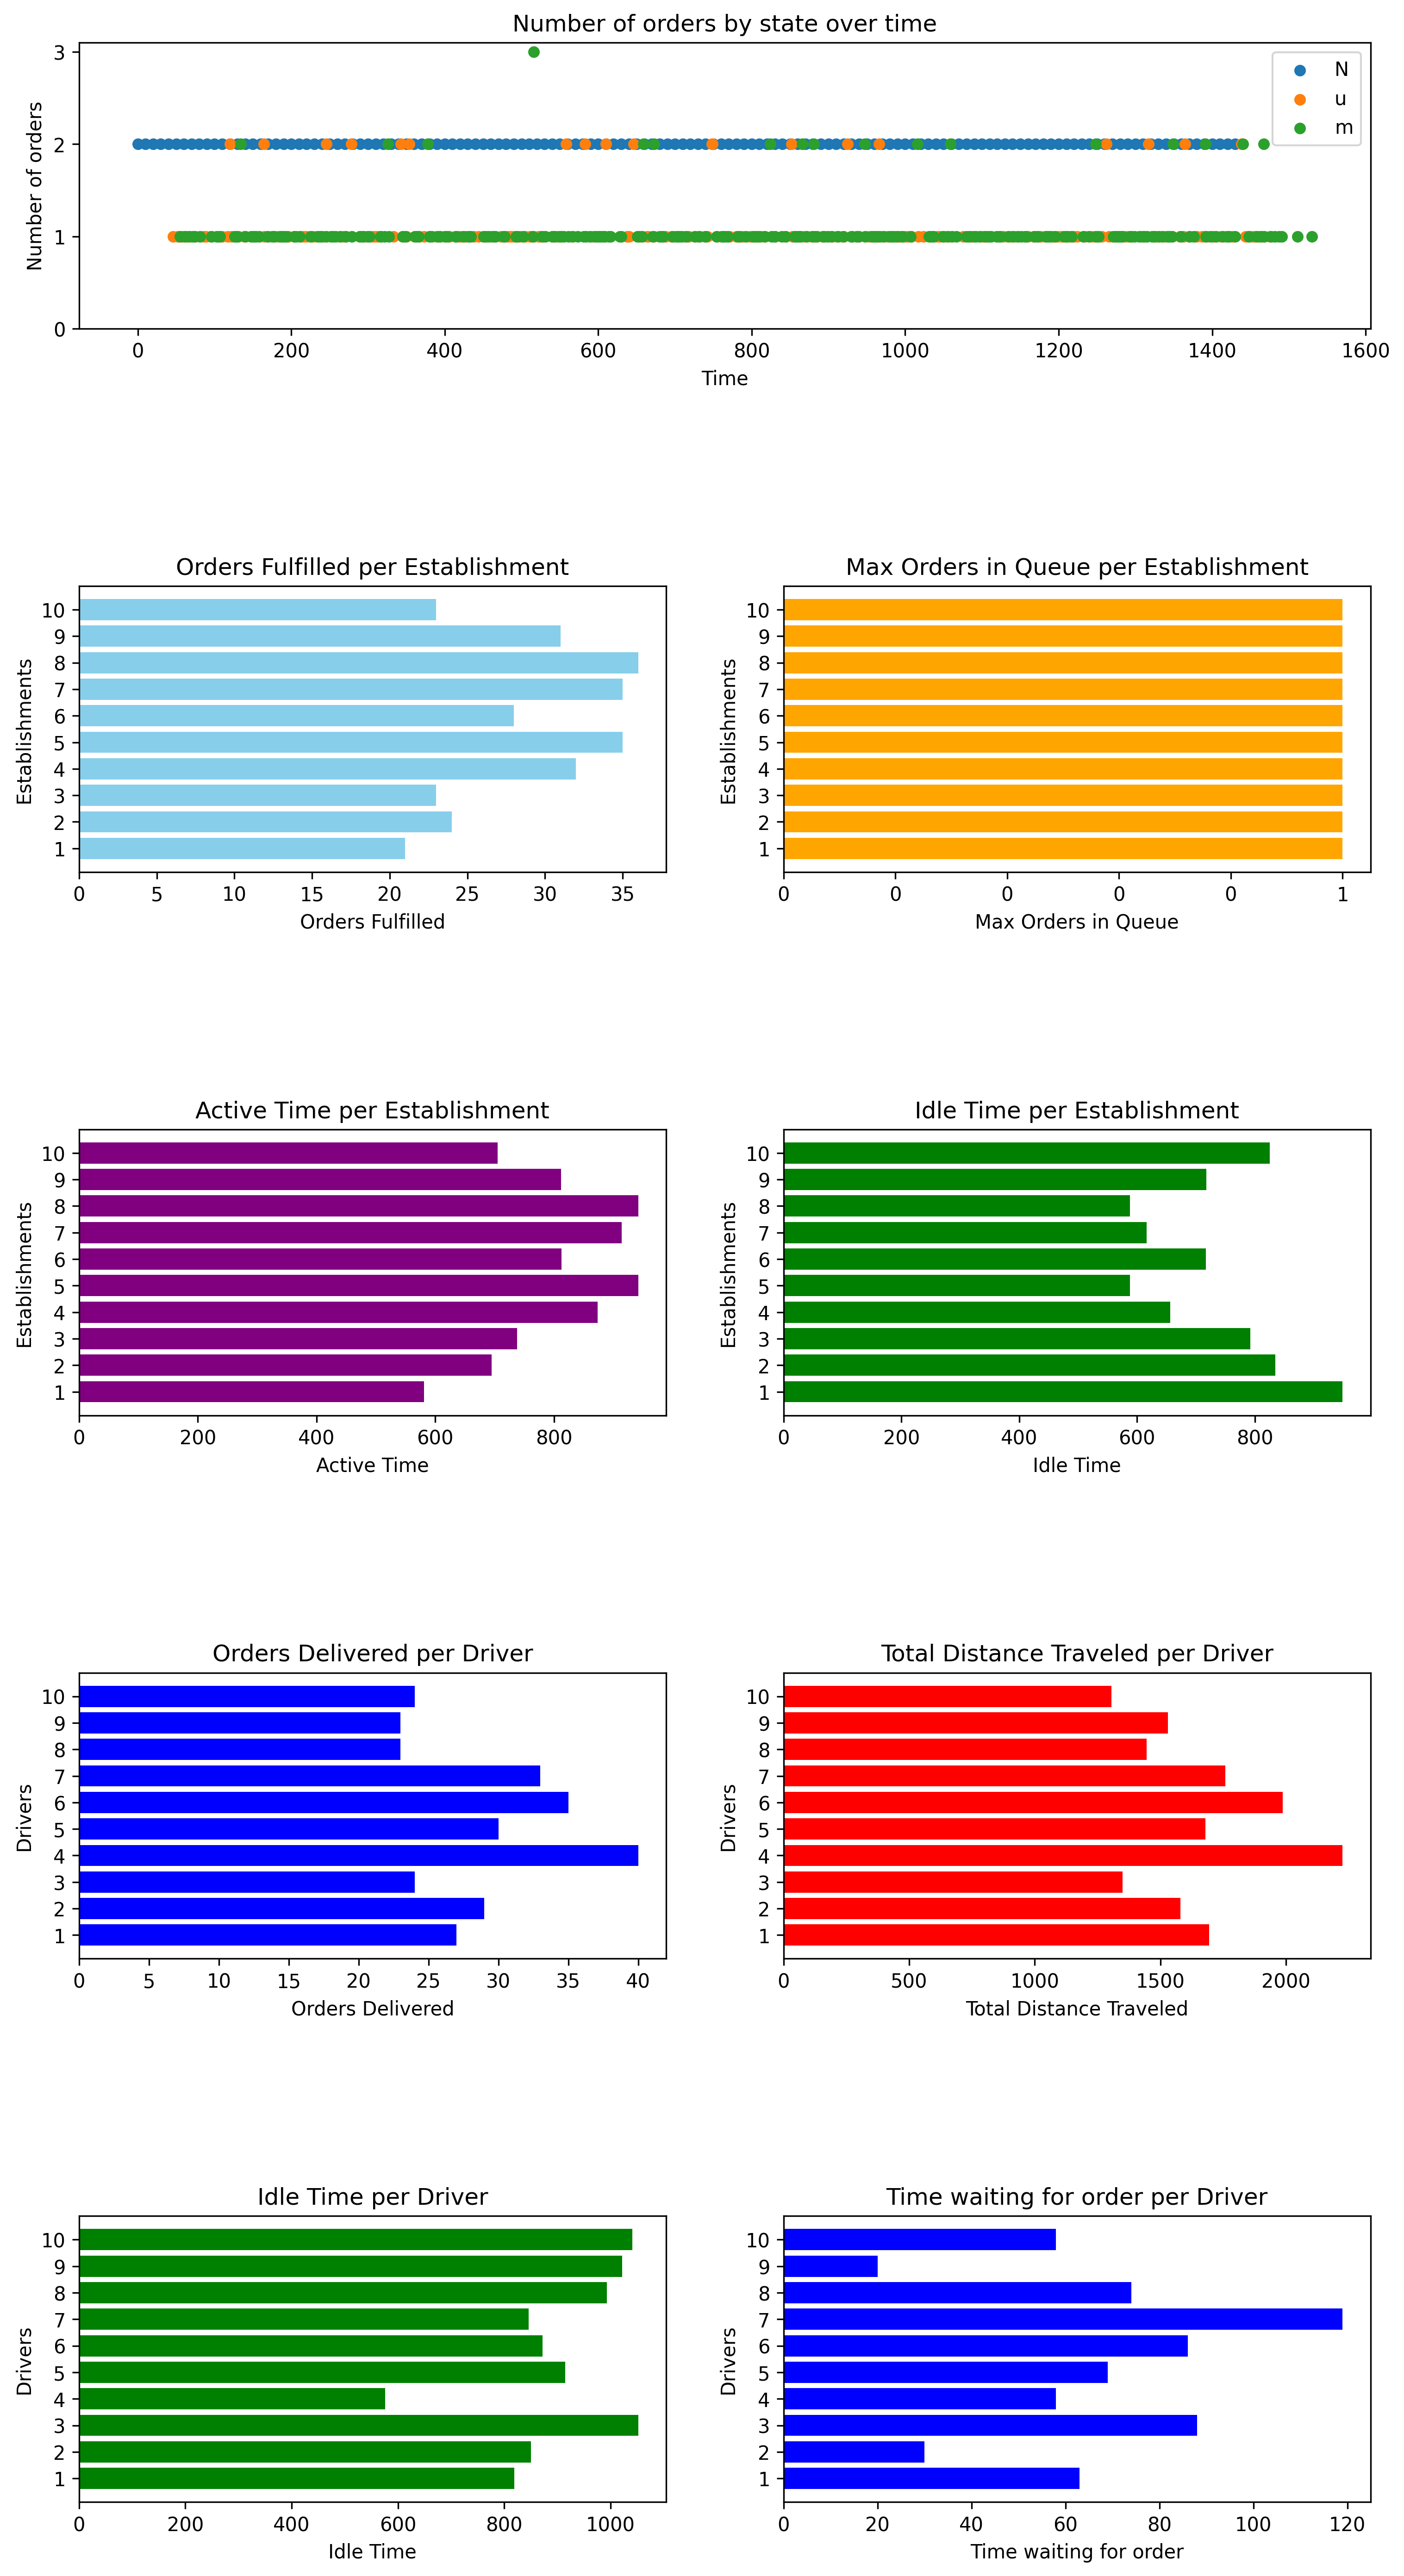 Number of orders by state over time
Number of orders
3
2
1
0
N
u
m
0 200 400 600 800 1000 1200 1400 1600
Time
Orders Fulfilled per Establishment
Establishments
10
9
8
7
6
5
4
3
2
1
0 5 10 15 20 25 30 35
Orders Fulfilled
Max Orders in Queue per Establishment
Establishments
10
9
8
7
6
5
4
3
2
1
0 0 0 0 0 1
Max Orders in Queue
Active Time per Establishment
Establishments
10
9
8
7
6
5
4
3
2
1
0 200 400 600 800
Active Time
Idle Time per Establishment
Establishments
10
9
8
7
6
5
4
3
2
1
0 200 400 600 800
Idle Time
Orders Delivered per Driver
Drivers
10
9
8
7
6
5
4
3
2
1
0 5 10 15 20 25 30 35 40
Orders Delivered
Total Distance Traveled per Driver
Drivers
10
9
8
7
6
5
4
3
2
1
0 500 1000 1500 2000
Total Distance Traveled
Idle Time per Driver
Drivers
10
9
8
7
6
5
4
3
2
1
0 200 400 600 800 1000
Idle Time
Time waiting for order per Driver
Drivers
10
9
8
7
6
5
4
3
2
1
0 20 40 60 80 100 120
Time waiting for order